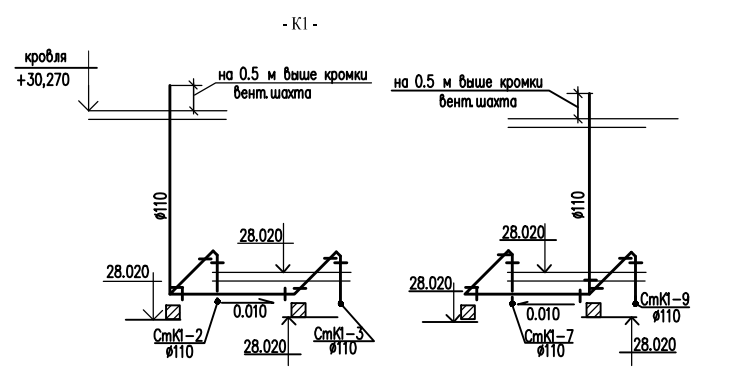 - К1 -
кровля
+30,270
на 0.5 м выше кромки
вент.шахта
на 0.5 м выше кромки
вент.шахта
ø110
ø110
28.020
28.020
28.020
28.020
0.010
0.010
СтК1-2
ø110
СтК1-3
ø110
28.020
СтК1-7
ø110
СтК1-9
ø110
28.020